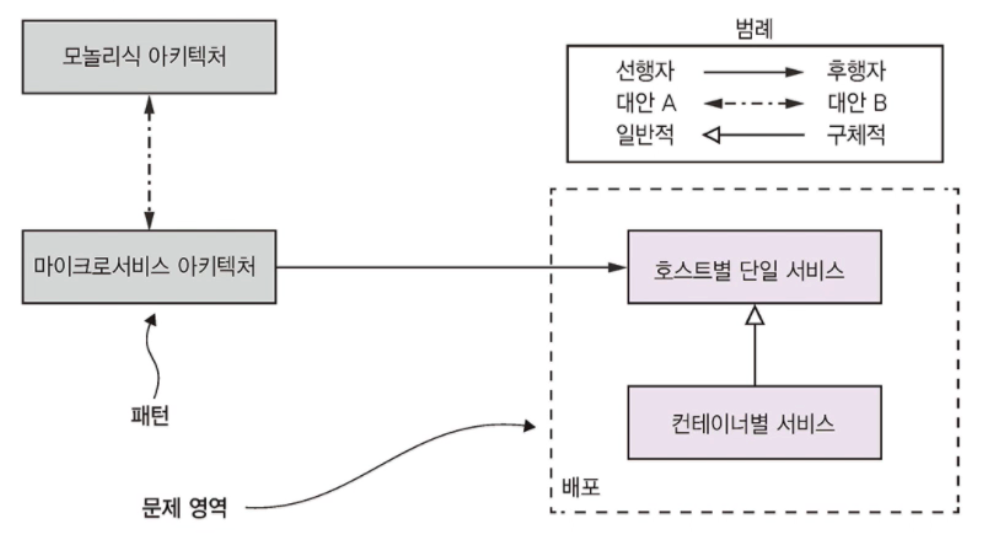 모놀리식 아키텍처
범례
선행자 후행자
대안 A 대안 B
일반적 구체적
마이크로서비스 아키텍처
호스트별 단일 서비스
패턴
컨테이너별 서비스
배포
문제 영역